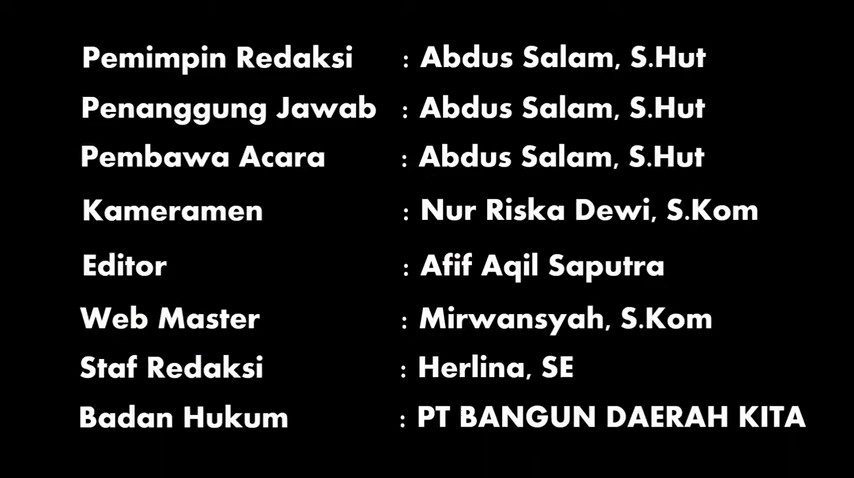 Pemimpin Redaksi : Abdus Salam, S.Hut
Penanggung Jawab : Abdus Salam, S.Hut
Pembawa Acara : Abdus Salam, S.Hut
Kameramen : Nur Riska Dewi, S.Kom
Editor : Afif Aqil Saputra
Web Master : Mirwansyah, S.Kom
Staf Redaksi : Herlina, SE
Badan Hukum : PT BANGUN DAERAH KITA